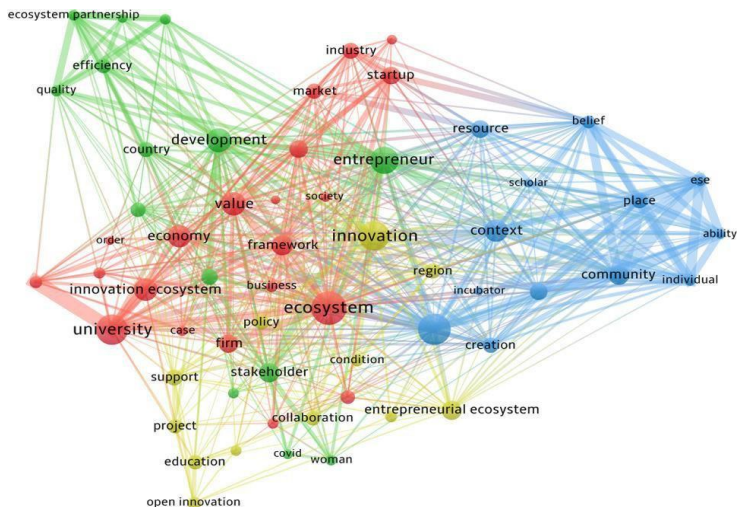 ecosystem partnership
industry
efficiency
startup
quality
market
belief
resource
development
country
entrepreneur
ese
scholar
society
place
value
context
ability
order
economy
framework
innovation
region
community
individual
innovation ecosystem
business
incubator
ecosystem
university
policy
case
firm
creation
condition
support
stakeholder
entrepreneurial ecosystem
collaboration
project
covid
woman
education
open innovation